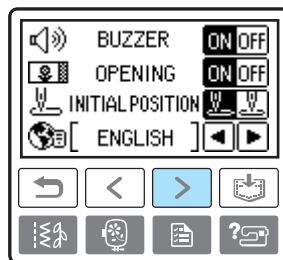 BUZZER ON OFF
OPENING ON OFF
INITIAL POSITION
[ ENGLISH ]
?